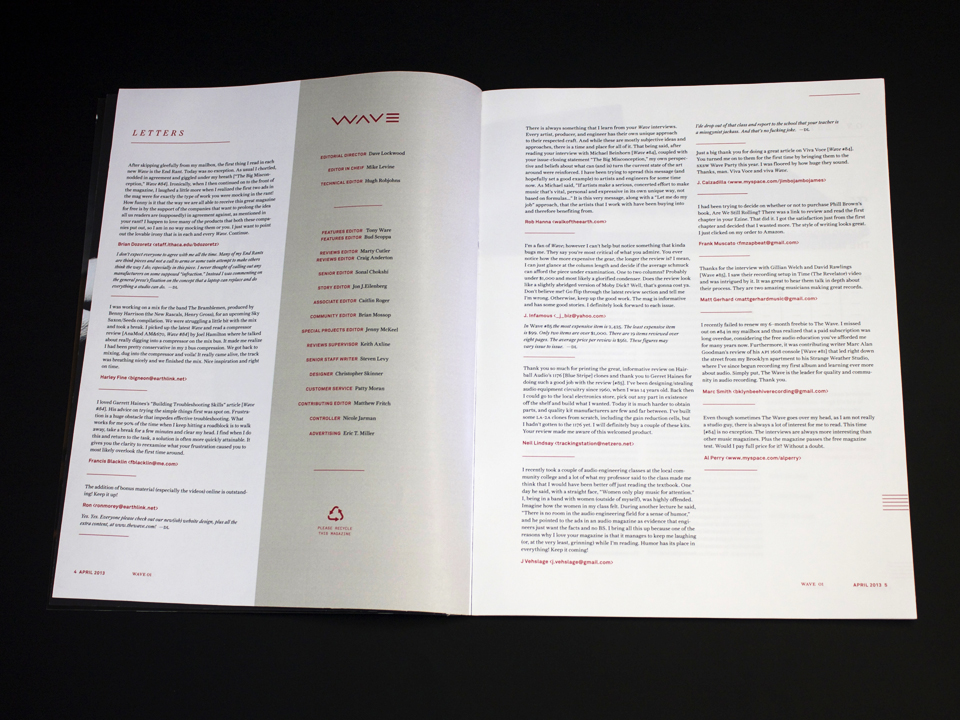 LETTERS
After skipping gleefully from my mailbox, the first thing I read in each
new Wave is the End Rant. Today was no exception. As usual I chortled,
nodded in agreement and giggled under my breath ["The Big Miscon-
ception," Wave #84]. Ironically, when I then continued on to the front of
the magazine, I laughed a little more when I realized the first two ads in
the mag were for exactly the type of work you were mocking in the rant!
How funny is it that the way we are all able to receive this great magazine
for free is by the support of the companies that want to prolong the idea
all us readers are (supposedly) in agreement against, as mentioned in
your rant? I happen to love many of the products that both these compa-
nies put out, so I am in no way mocking them or you. I just want to point
out the lovable irony that is in each and every Wave. Continue.
Brian Dossretz <staff.ithaca.edu/bdozoretz>
I don't expect everyone to agree with me all the time. Many of my End Rants
are think pieces and not a call to arms or some vain attempt to make others
think the way I do; especially in this piece. I never thought of calling out any
manufacturers on some supposed "infraction." Instead I was commenting on
the general press's fixation on the concept that a laptop can replace and do
everything a studio can do. —DL
I was working on a mix for the band The Bramblemen, produced by
Benny Harrison (the New Rascals, Henry Gross), for an upcoming Sky
Saxon/Seeds compilation. We were struggling a little bit with the mix
and took a break. I picked up the latest Wave and read a compressor
review [AnaMod AM&670, Wave #84] by Joel Hamilton where he talked
about really digging into a compressor on the mix bus. It made me realize
I had been pretty conservative in my 2 bus compression. We got back to
mixing, dug into the compressor and voila! It really came alive, the track
was breathing nicely and we finished the mix. Nice inspiration and right
on time.
Harley Fine <bigneon@earthlink.net>
I loved Garret Haines's "Building Troubleshooting Skills" article [Wave
#84]. His advice on trying the simple things first was spot on. Frustra-
tion is a huge obstacle that impedes effective troubleshooting. What
works for me 90% of the time when I keep hitting a roadblock is to walk
away, take a break for a few minutes and clear my head. I find when I do
this and return to the task, a solution is often more quickly attainable. It
gives you the clarity to reexamine what your frustration caused you to
most likely overlook the first time around.
Francis Blacklin <fblacklin@me.com>
The addition of bonus material (especially the videos) online is outstand-
ing! Keep it up!
Ron <ronmorey@earthlink.net>
Yes. Yes. Everyone please check out our new(ish) website design, plus all the
extra content, at www.thewave.com! —DL
4 APRIL 2013 WAVE 10
WAVE
EDITORIAL DIRECTOR Dave Lockwood
EDITOR IN CHEIF Mike Levine
TECHNICAL EDITOR Hugh Robjohns
FEATURES EDITOR Tony Wave
FEATURES EDITOR Bud Scoppa
REVIEWS EDITOR Marty Cutler
REVIEWS EDITOR Craig Anderton
SENIOR EDITOR Sonal Chokshi
STORY EDITOR Jon J Eilenberg
ASSOCIATE EDITOR Caitlin Roger
COMMUNITY EDITOR Brian Mossop
SPECIAL PROJECTS EDITOR Jenny McKeel
REVIEWS SUPERVISOR Keith Axline
SENIOR STAFF WRITER Steven Levy
DESIGNER Christopher Skinner
CUSTOMER SERVICE Patty Moran
CONTRIBUTING EDITOR Matthew Fritch
CONTROLLER Nicole Jarman
ADVERTISING Eric T. Miller
PLEASE RECYCLE
THIS MAGAZINE
There is always something that I learn from your Wave interviews.
Every artist, producer, and engineer has their own unique approach
to their respected craft. And while these are mostly subjective ideas and
approaches, there is a time and place for all of it. That being said, after
reading your interview with Michael Beinhorn [Wave #84], coupled with
your issue-closing statement "The Big Misconception," my own perspec-
tive and beliefs about what can (and is) turn the current state of the art
around were reinforced. I have been trying to spread this message (and
hopefully set a good example) to artists and engineers for some time
now. As Michael said, "If artists make a serious, concerted effort to make
music that's vital, personal and expressive in its own unique way, not
based on formulas..." It is this very message, along with a "Let me do my
job" approach, that the artists that I work with have been buying into
and therefore benefiting from.
Rob Hanna (walkoftheearth.com)
I'm a fan of Wave; however I can't help but notice something that kinda
bugs me. They say you're most critical of what you admire. You ever
notice how the more expensive the gear, the longer the review is? I mean,
I can just glance at the column length and decide if the average schmuck
can afford the piece under examination. One to two columns? Probably
under $1,000 and most likely a glorified condenser. Does the review look
like a slightly abridged version of Moby Dick? Well, that's gonna cost ya.
Don't believe me? Go flip through the latest review section and tell me
I'm wrong. Otherwise, keep up the good work. The mag is informative
and has some good stories. I definitely look forward to each issue.
J. Infamous <_j_biz@yahoo.com>
In Wave #85 the most expensive item is 5,495. The least expensive item
is $99. Only two items are over $1,000. There are 19 items reviewed over
eight pages. The average price per review is $961. These figures may
vary issue to issue. —DL
Thank you so much for printing the great, informative review on Hair-
ball Audio's 1176 [Blue Stripe] clones and thank you to Garret Haines for
doing such a good job with the review [#85]. I've been designing/stealing
audio equipment circuitry since 1960, when I was 14 years old. Back then
I could go to the local electronics store, pick out any part in existence
off the shelf and build what I wanted. Today it is much harder to obtain
parts, and quality kit manufacturers are few and far between. I've built
some LA-2A clones from scratch, including the gain reduction cells, but
I hadn't gotten to the 1176 yet. I will definitely buy a couple of these kits.
Your review made me aware of this welcomed product.
Neil Lindsay <trackingstation@netzero.net>
I recently took a couple of audio engineering classes at the local com-
munity college and a lot of what my professor said to the class made me
think that I would have been better off just reading the textbook. One
day he said, with a straight face, "Women only play music for attention."
I, being in a band with women (outside of myself), was highly offended.
Imagine how the women in my class felt. During another lecture he said,
"There is no room in the audio engineering field for a sense of humor,"
and he pointed to the ads in an audio magazine as evidence that engi-
neers just want the facts and no BS. I bring all this up because one of the
reasons why I love your magazine is that it manages to keep me laughing
(or, at the very least, grinning) while I'm reading. Humor has its place in
everything! Keep it coming!
J Vehslage <j.vehslage@gmail.com>
I'd drop out of that class and report to the school that your teacher is
a misogynist jackass. And that's no fucking joke. —DL
Just a big thank you for doing a great article on Viva Voce [Wave #84].
You turned me on to them for the first time by bringing them to the
SXSW Wave Party this year. I was floored by how huge they sound.
Thanks, man. Viva Voce and viva Wave.
J. Calzadilla <www.myspace.com/jimbojambojames>
I had been trying to decide on whether or not to purchase Phill Brown's
book, Are We Still Rolling? There was a link to review and read the first
chapter in your Ezine. That did it. I got the satisfaction just from the first
chapter and decided that I wanted more. The style of writing looks great.
I just clicked on my order to Amazon.
Frank Muscato <fmzapbeat@gmail.com>
Thanks for the interview with Gillian Welch and David Rawlings
[Wave #85]. I saw their recording setup in Time (The Revelator) video
and was intrigued by it. It was great to hear them talk in depth about
their process. They are two amazing musicians making great records.
Matt Gerhard <mattgerhardmusic@gmail.com>
I recently failed to renew my 6-month freebie to The Wave. I missed
out on #64 in my mailbox and thus realized that a paid subscription was
long overdue, considering the free audio education you've afforded me
for many years now. Furthermore, it was contributing writer Marc Alan
Goodman's review of his API 1608 console [Wave #81] that led right down
the street from my Brooklyn apartment to his Strange Weather Studio,
where I've since begun recording my first album and learning ever more
about audio. Simply put, The Wave is the leader for quality and commu-
nity in audio recording. Thank you.
Marc Smith <bklynbeehiverecording@gmail.com>
Even though sometimes The Wave goes over my head, as I am not really
a studio guy, there is always a lot of interest for me to read. This time
[#64] is no exception. The interviews are always more interesting than
other music magazines. Plus the magazine passes the free magazine
test. Would I pay full price for it? Without a doubt.
Al Perry <www.myspace.com/alperry>
WAVE 10 APRIL 2013 5